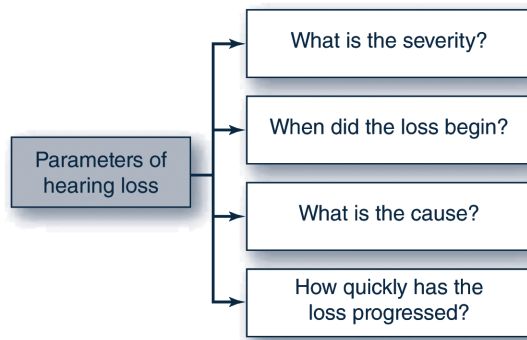 Parameters of
hearing loss
What is the severity?
When did the loss begin?
What is the cause?
How quickly has the
loss progressed?